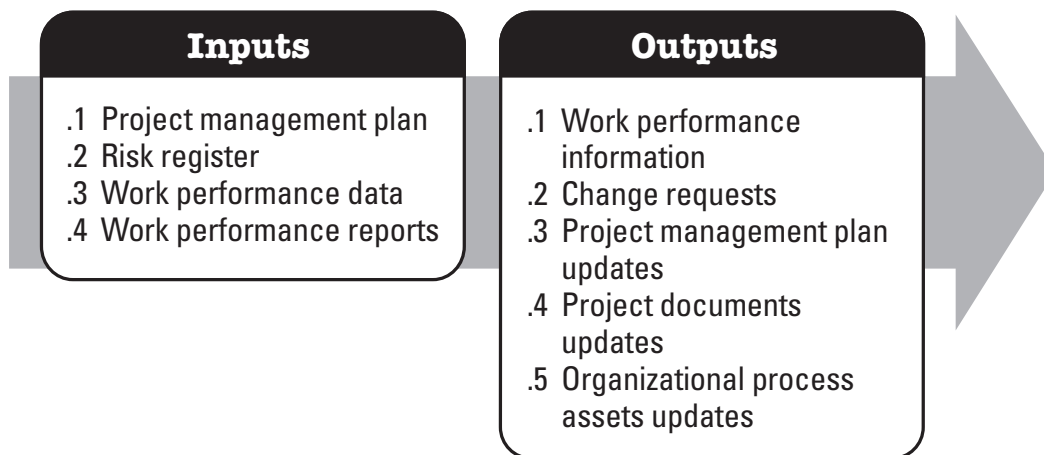 Inputs
.1 Project management plan
.2 Risk register
.3 Work performance data
.4 Work performance reports
Outputs
.1 Work performance
information
.2 Change requests
.3 Project management plan
updates
.4 Project documents
updates
.5 Organizational process
assets updates